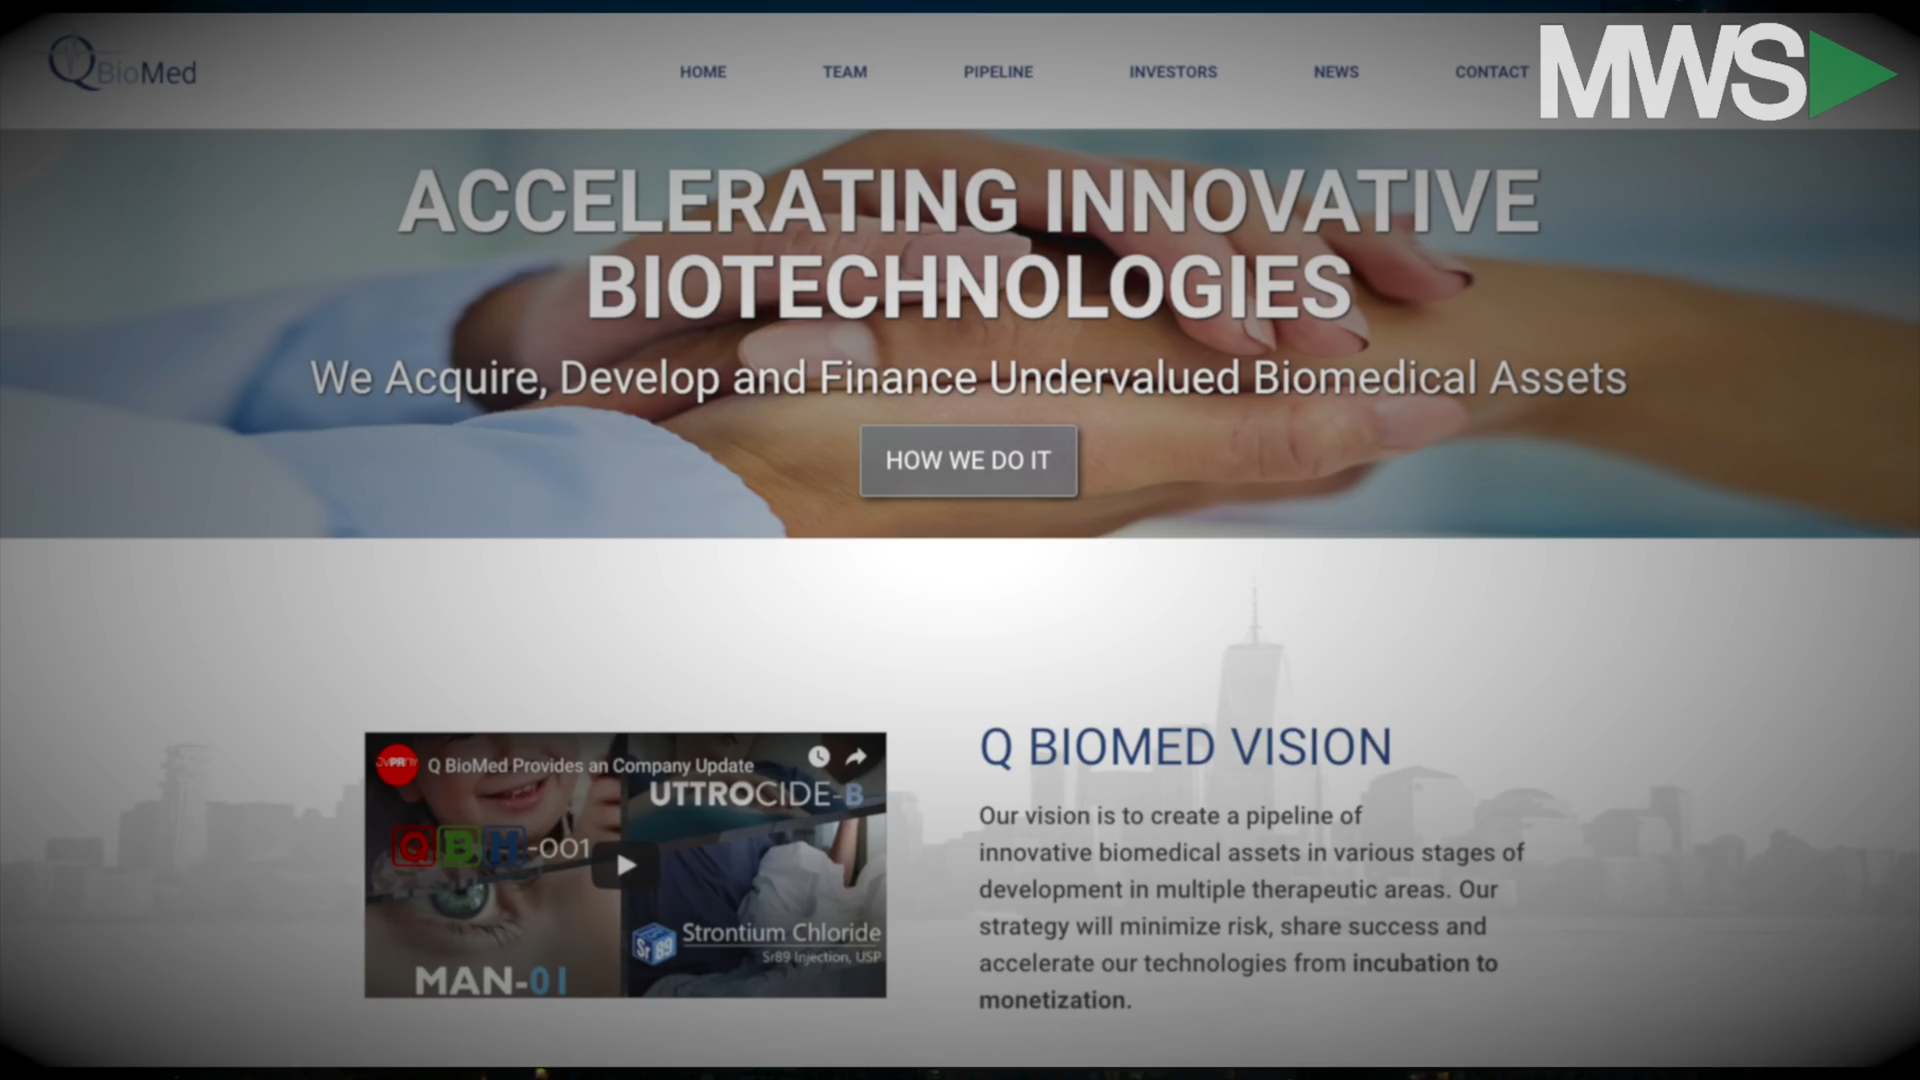 QBioMed
HOME TEAM PIPELINE INVESTORS NEWS CONTACT
MWS
ACCELERATING INNOVATIVE
BIOTECHNOLOGIES
We Acquire, Develop and Finance Undervalued Biomedical Assets
HOW WE DO IT
JVPRNY
Q BioMed Provides an Company Update
UTTROCIDE-B
QBM-001
Strontium Chloride
Sr89
Sr89 Injection, USP
MAN-01
Q BIOMED VISION
Our vision is to create a pipeline of
innovative biomedical assets in various stages of
development in multiple therapeutic areas. Our
strategy will minimize risk, share success and
accelerate our technologies from incubation to
monetization.